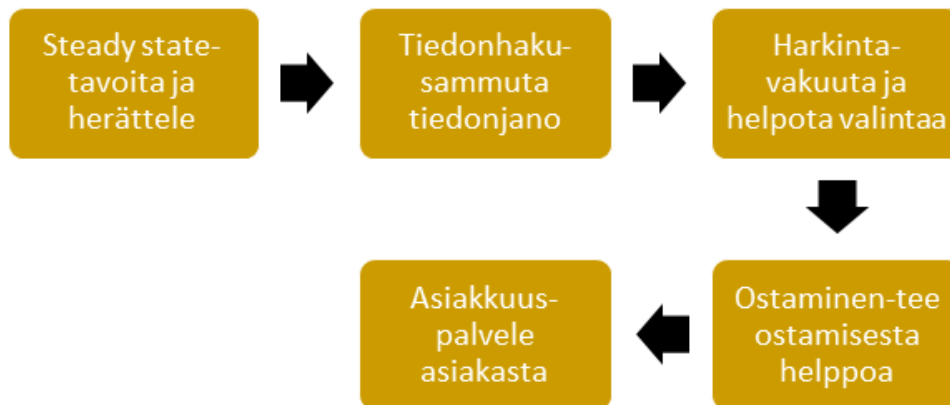 Steady state-
tavoita ja
herättele
Tiedonhaku-
sammuta
tiedonjano
Harkinta-
vakuuta ja
helpota valintaa
Ostaminen-tee
ostamisesta
helppoa
Asiakkuus-
palvele
asiakasta